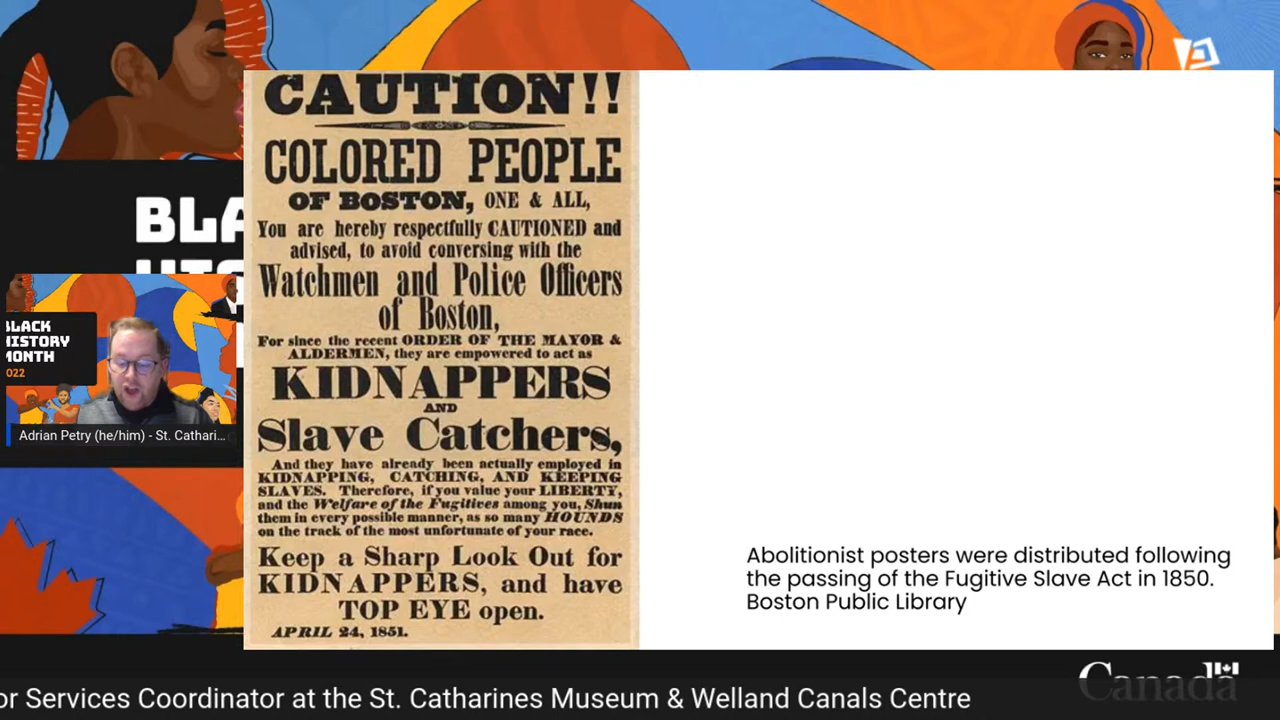 CAUTION!!
COLORED PEOPLE
OF BOSTON, ONE & ALL,
You are hereby respectfully CAUTIONED and
advised, to avoid conversing with the
Watchmen and Police Officers
of Boston,
For since the recent ORDER OF THE MAYOR &
ALDERMEN, they are empowered to act as
KIDNAPPERS
AND
Slave Catchers,
And they have already been actually employed in
KIDNAPPING, CATCHING, AND KEEPING
SLAVES. Therefore, if you value your LIBERTY,
and the Welfare of the Fugitives among you, Shun
them in every possible manner, as so many HOUNDS
on the track of the most unfortunate of your race.
Keep a Sharp Look Out for
KIDNAPPERS, and have
TOP EYE open.
APRIL 24, 1851.
Abolitionist posters were distributed following
the passing of the Fugitive Slave Act in 1850.
Boston Public Library
BLA
BLACK
HISTORY
MONTH
2022
Adrian Petry (he/him) - St. Cathari...
or Services Coordinator at the St. Catharines Museum & Welland Canals Centre
Canada